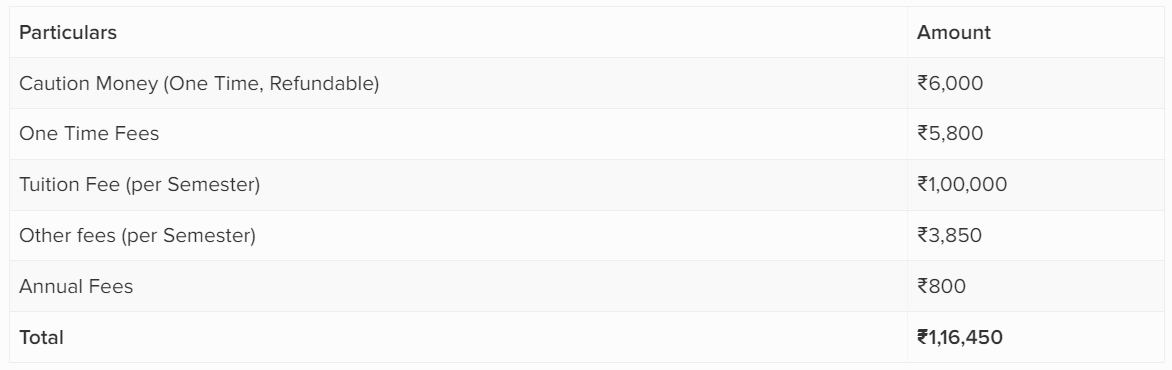 Particulars Amount
Caution Money (One Time, Refundable) ₹6,000
One Time Fees ₹5,800
Tuition Fee (per Semester) ₹1,00,000
Other fees (per Semester) ₹3,850
Annual Fees ₹800
Total ₹1,16,450